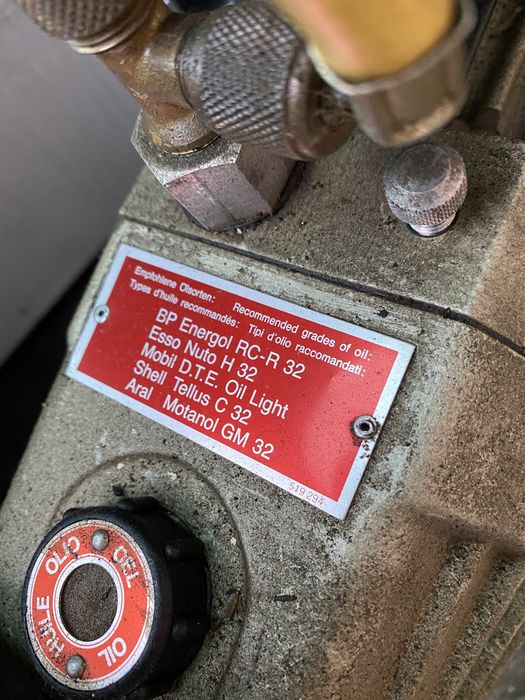 Empfohlene Ölsorten: Recommended grades of oil:
Types d'huile recommandés: Tipi d'olio raccomandati:
BP Energol RC-R 32
Esso Nuto H 32
Mobil D.T.E. Oil Light
Shell Tellus C 32
Aral Motanol GM 32
519 294
OEL
OIL
HUILE
OLIO